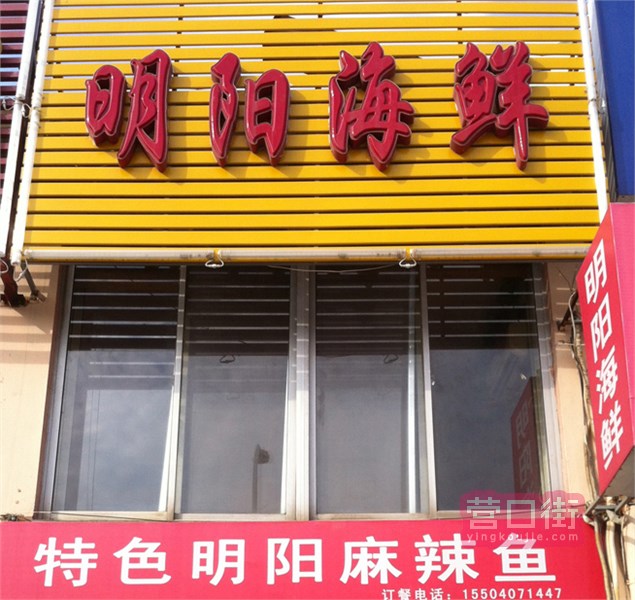 明阳海鲜
明阳海鲜
营口街
yingkoujie.com
特色明阳麻辣鱼
订餐电话：15504071447